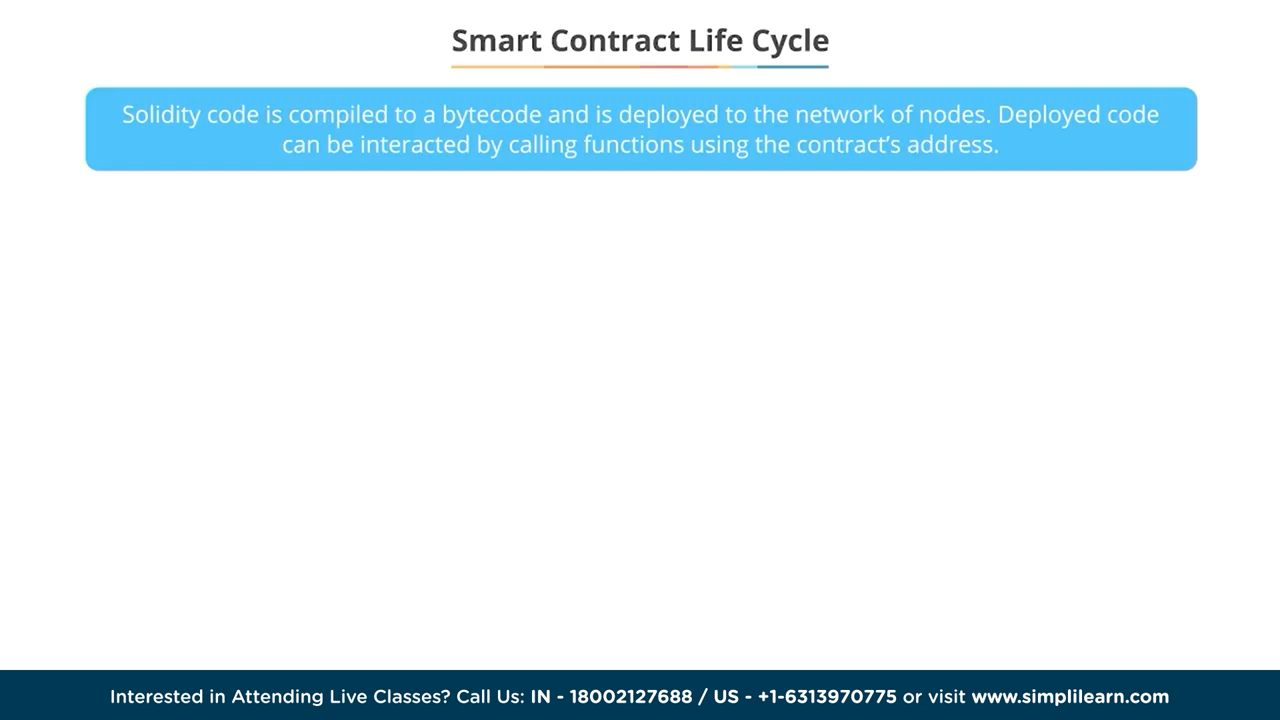 Smart Contract Life Cycle
Solidity code is compiled to a bytecode and is deployed to the network of nodes. Deployed code
can be interacted by calling functions using the contract’s address.
Interested in Attending Live Classes? Call Us: IN - 18002127688 / US - +1-6313970775 or visit www.simplilearn.com